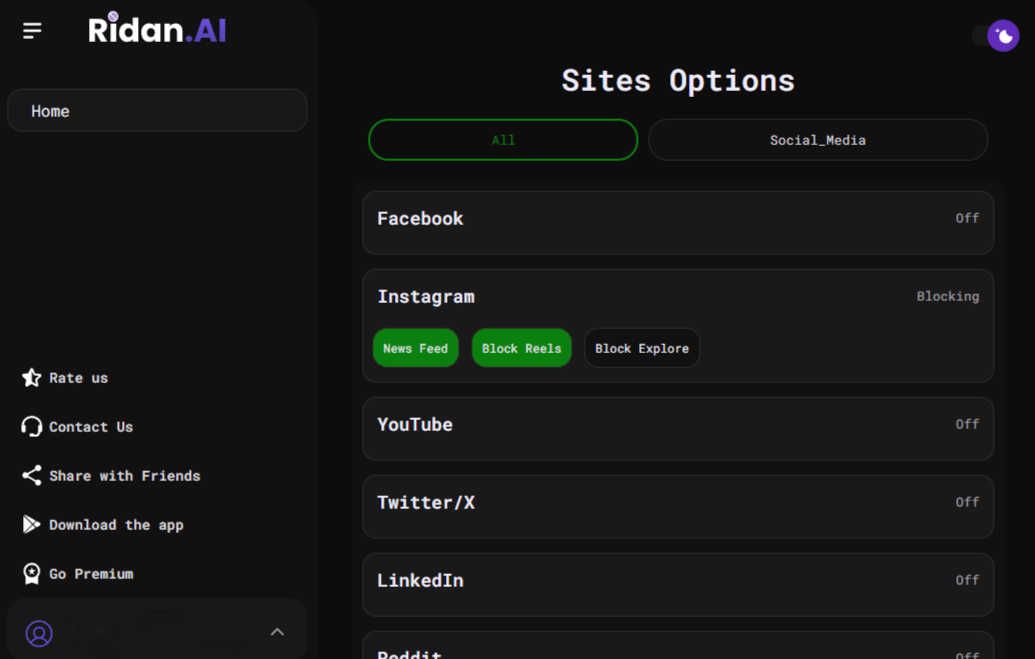 Ridan.AI
Home
Rate us
Contact Us
Share with Friends
Download the app
Go Premium
Sites Options
All
Social_Media
Facebook
Off
Instagram
Blocking
News Feed
Block Reels
Block Explore
YouTube
Off
Twitter/X
Off
LinkedIn
Off
Reddit
Off